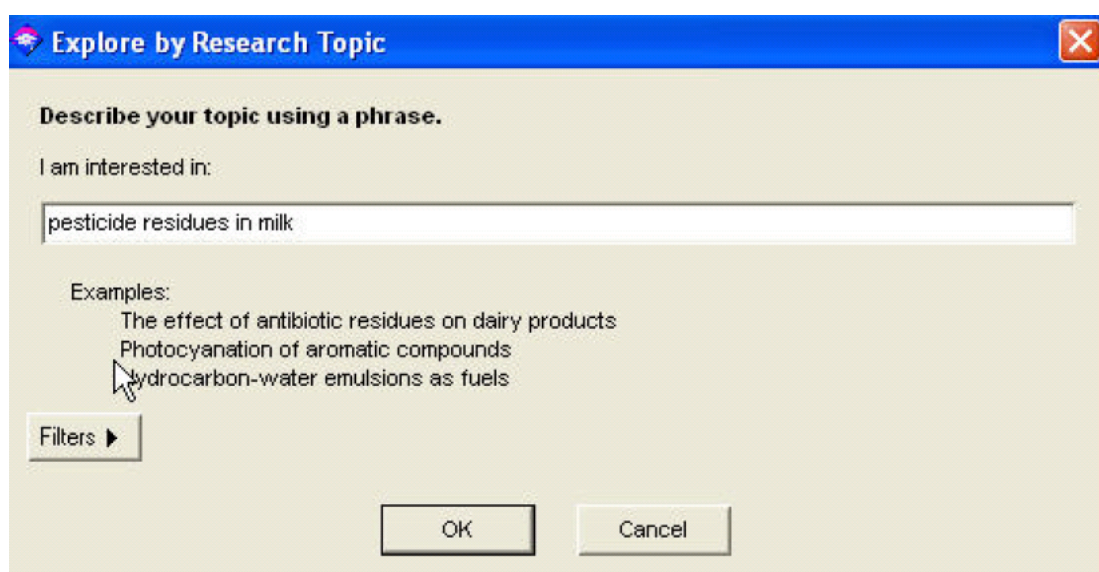 Explore by Research Topic
Describe your topic using a phrase.
I am interested in:
pesticide residues in milk
Examples:
The effect of antibiotic residues on dairy products
Photocyanation of aromatic compounds
Hydrocarbon-water emulsions as fuels
Filters
OK Cancel